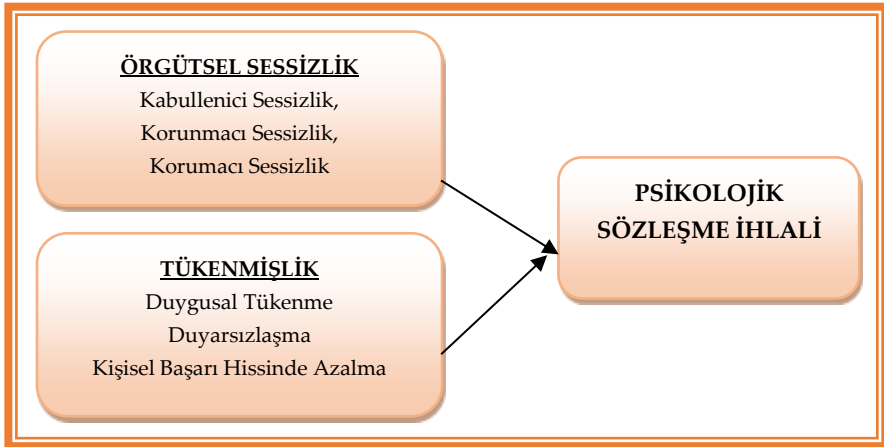 ÖRGÜTSEL SESSİZLİK
Kabullenici Sessizlik,
Korunmacı Sessizlik,
Korumacı Sessizlik
TÜKENMİŞLİK
Duygusal Tükenme
Duyarsızlaşma
Kişisel Başarı Hissinde Azalma
PSİKOLOJİK
SÖZLEŞME İHLALİ